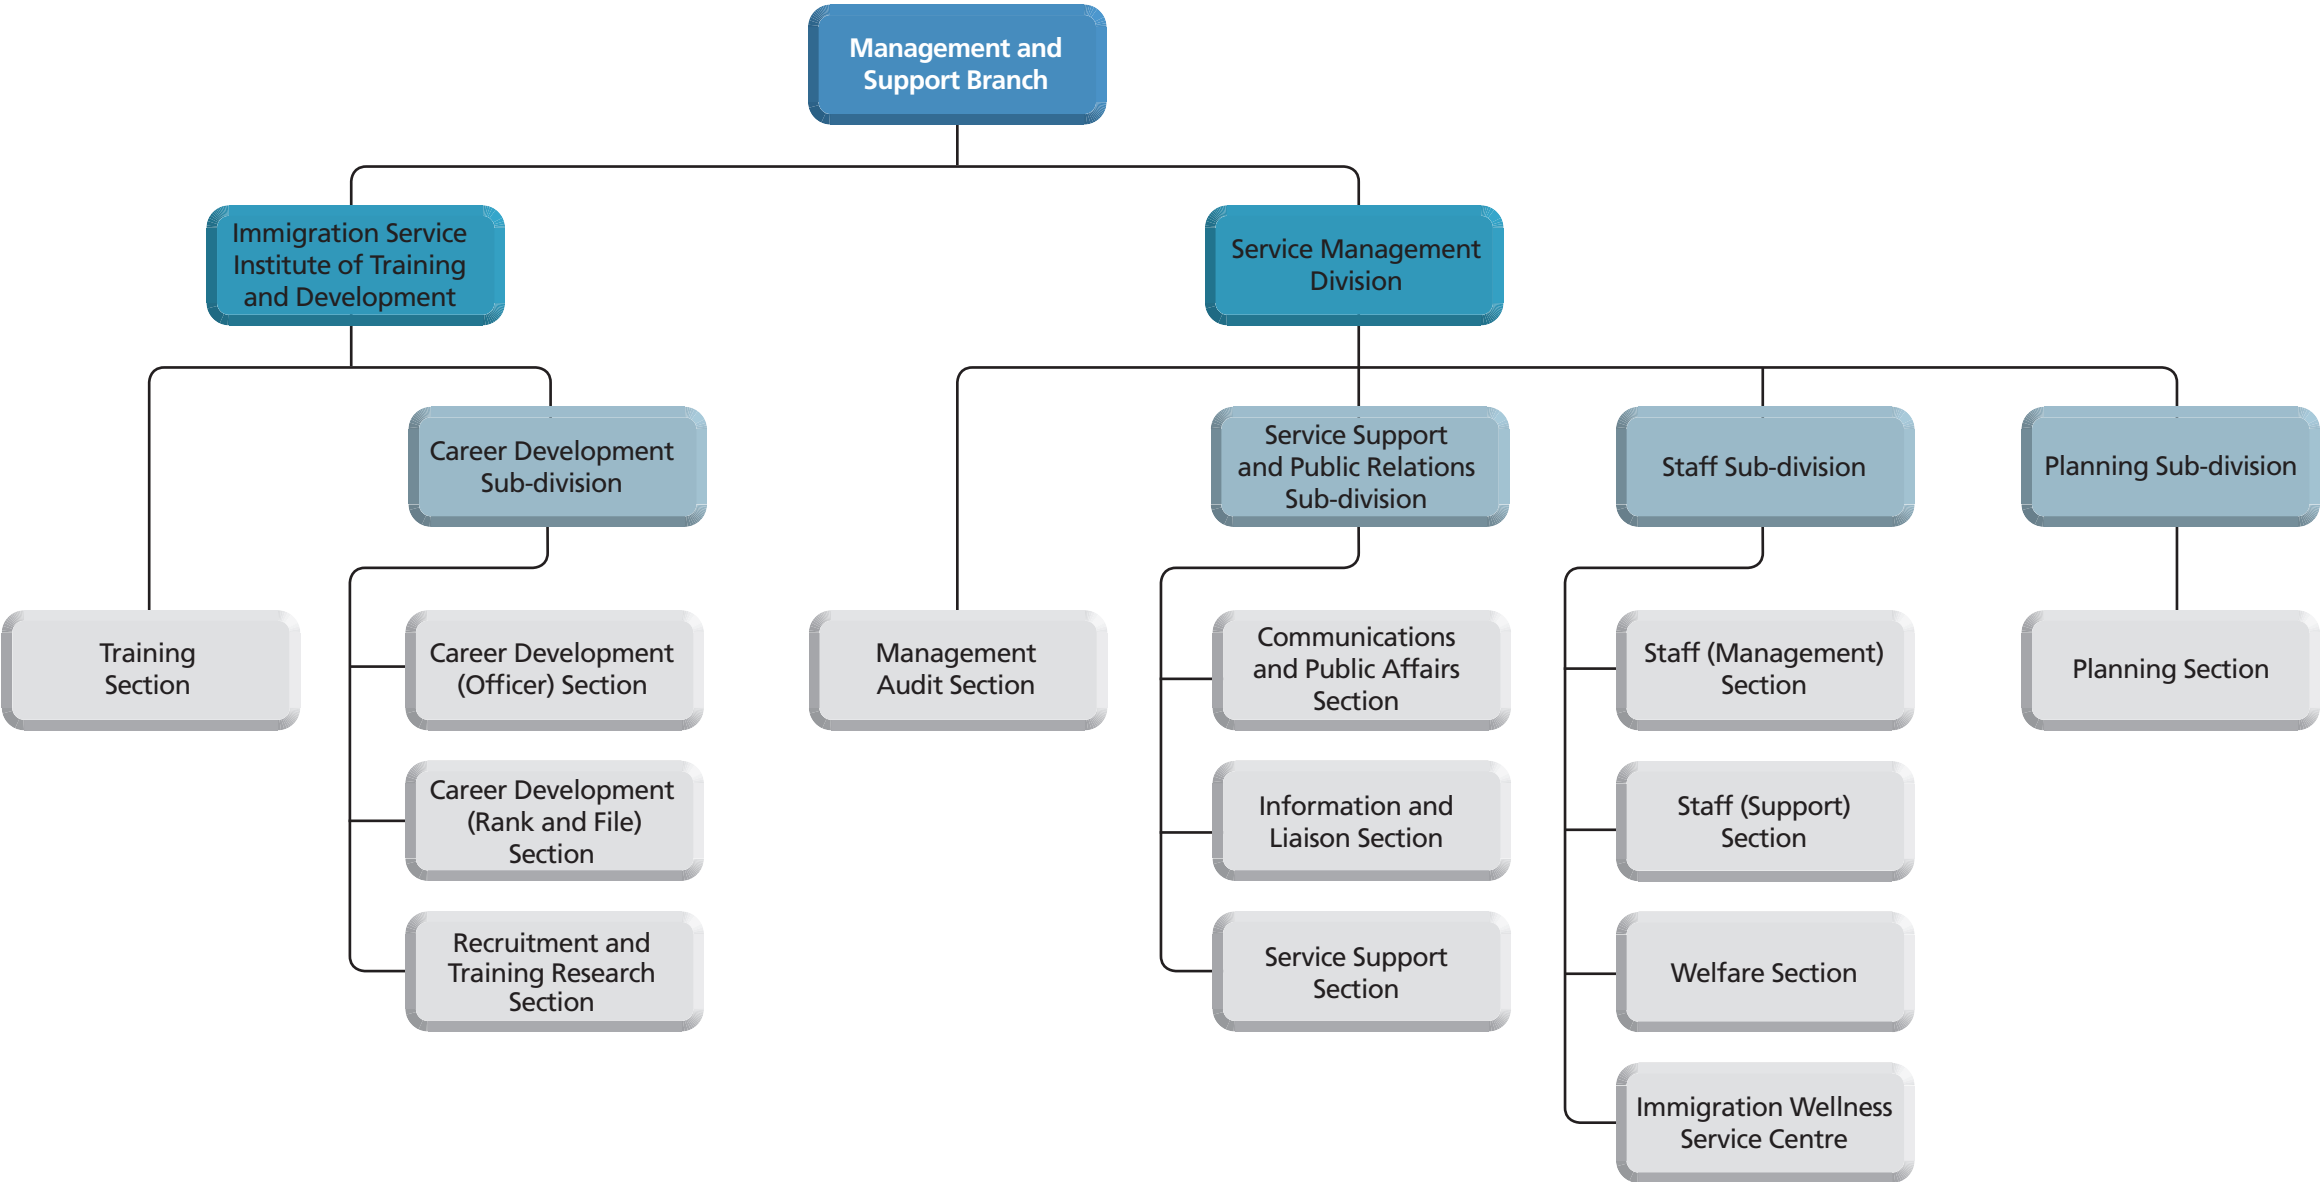 Management and
Support Branch
Immigration Service
Institute of Training
and Development
Service Management
Division
Career Development
Sub-division
Service Support
and Public Relations
Sub-division
Staff Sub-division
Planning Sub-division
Training
Section
Career Development
(Officer) Section
Management
Audit Section
Communications
and Public Affairs
Section
Staff (Management)
Section
Planning Section
Career Development
(Rank and File)
Section
Information and
Liaison Section
Staff (Support)
Section
Recruitment and
Training Research
Section
Service Support
Section
Welfare Section
Immigration Wellness
Service Centre